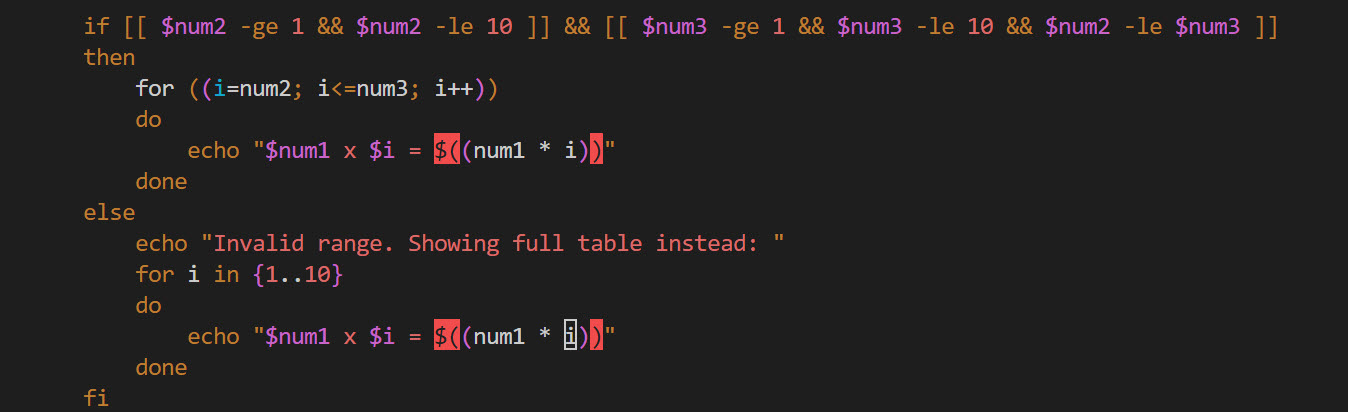 if [[ $num2 -ge 1 && $num2 -le 10 ]] && [[ $num3 -ge 1 && $num3 -le 10 && $num2 -le $num3 ]]
then
    for ((i=num2; i<=num3; i++))
    do
        echo "$num1 x $i = $((num1 * i))"
    done
else
    echo "Invalid range. Showing full table instead: "
    for i in {1..10}
    do
        echo "$num1 x $i = $((num1 * i))"
    done
fi